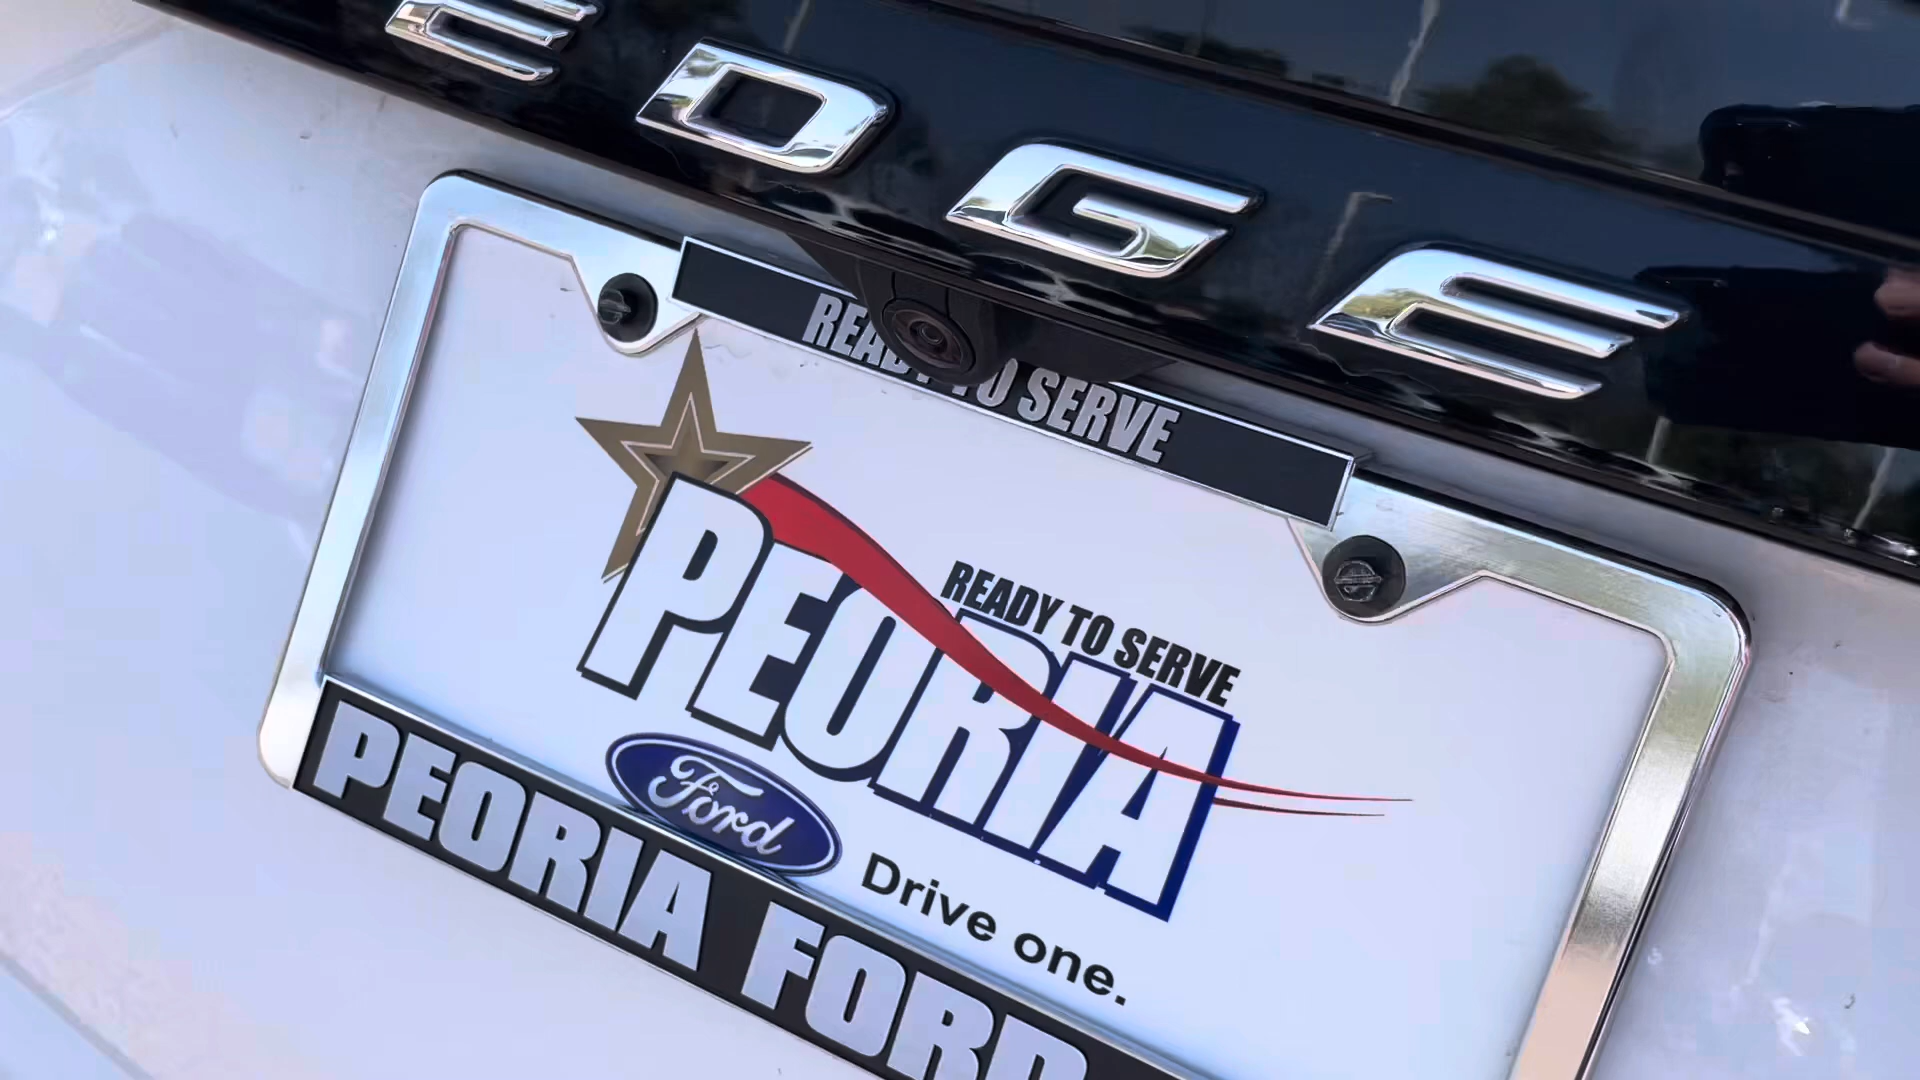 EDGE
READY TO SERVE
READY TO SERVE
PEORIA
Ford
Drive one.
PEORIA FORD